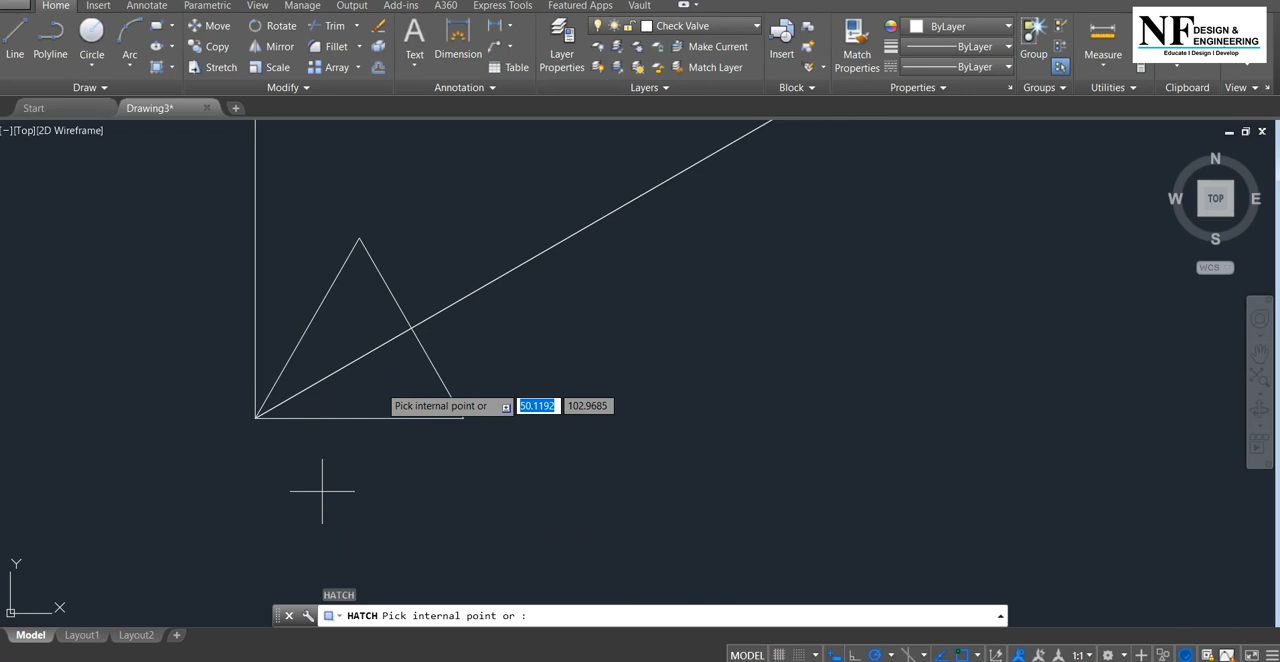 Home Insert Annotate Parametric View Manage Output Add-ins A360 Express Tools Featured Apps Vault
Move Rotate Trim
Copy Mirror Fillet
Stretch Scale Array
Line Polyline Circle Arc
Text Dimension
Table
Layer
Properties
Check Valve
Make Current
Match Layer
Insert
Match
Properties
ByLayer
ByLayer
ByLayer
Group
Measure
Draw Modify Annotation Layers Block Properties Groups Utilities Clipboard View
NF DESIGN &
ENGINEERING
Educate I Design I Develop
Start Drawing3*
[−][Top][2D Wireframe]
N
W TOP E
S
WCS
Pick internal point or 50.1192 102.9685
Y
X
HATCH
HATCH Pick internal point or :
Model Layout1 Layout2
MODEL 1:1